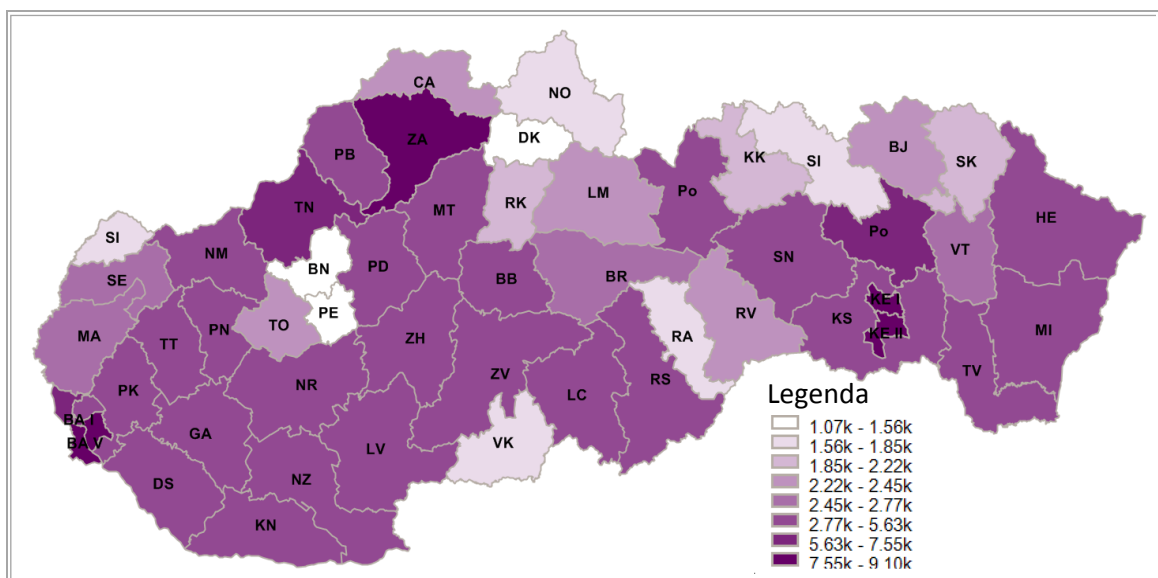 CA
NO
ZA
DK
PB
KK
SI
BJ
SK
RK
LM
Po
TN
MT
HE
SI
NM
Po
BN
PD
BB
BR
SN
VT
SE
PE
KE I
TO
RV
KS
MA
PN
TT
ZH
RA
KE II
MI
NR
ZV
RS
TV
PK
LC
BA I
GA
VK
BA V
LV
DS
NZ
KN
Legenda
1.07k - 1.56k
1.56k - 1.85k
1.85k - 2.22k
2.22k - 2.45k
2.45k - 2.77k
2.77k - 5.63k
5.63k - 7.55k
7.55k - 9.10k